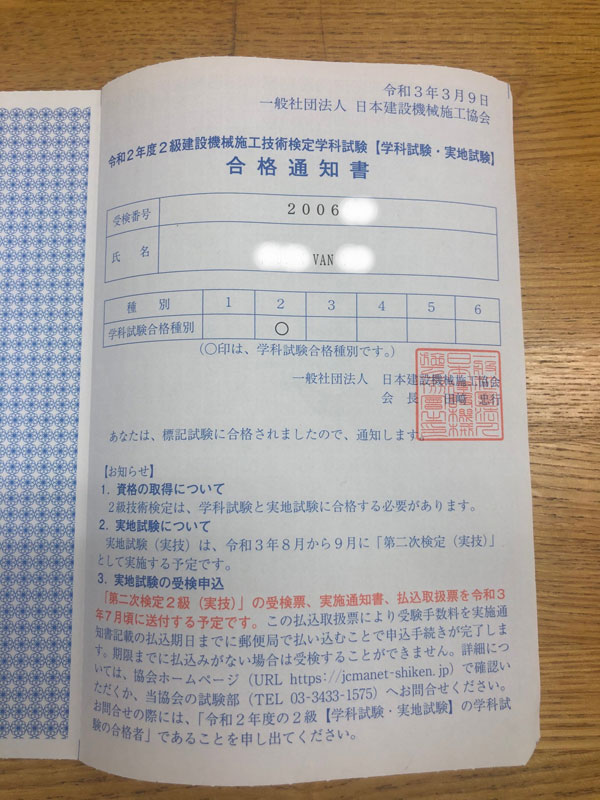 令和3年3月9日
一般社団法人 日本建設機械施工協会
令和2年度2級建設機械施工技術検定学科試験【学科試験・実地試験】
合格通知書
受検番号 2006
氏 名 VAN
種 別 1 2 3 4 5 6
学科試験合格種別 ○
(○印は、学科試験合格種別です。)
一般社団法人 日本建設機械施工協会
会 長 田﨑 忠行
あなたは、標記試験に合格されましたので、通知します。
【お知らせ】
1. 資格の取得について
2級技術検定は、学科試験と実地試験に合格する必要があります。
2. 実地試験について
実地試験(実技)は、令和3年8月から9月に「第二次検定(実技)」
として実施する予定です。
3. 実地試験の受検申込
「第二次検定2級(実技)」の受検票、実施通知書、払込取扱票を令和3
年7月頃に送付する予定です。この払込取扱票により受験手数料を実施通
知書記載の払込期日までに郵便局で払い込むことで申込手続きが完了しま
す。期限までに払込みがない場合は受検することができません。詳細につ
いては、協会ホームページ(URL https://jcmanet-shiken.jp)で確認い
ただくか、当協会の試験部(TEL 03-3433-1575)へお問合せください。
お問合せの際には、「令和2年度の2級【学科試験・実地試験】の学科試
験の合格者」であることを申し出てください。